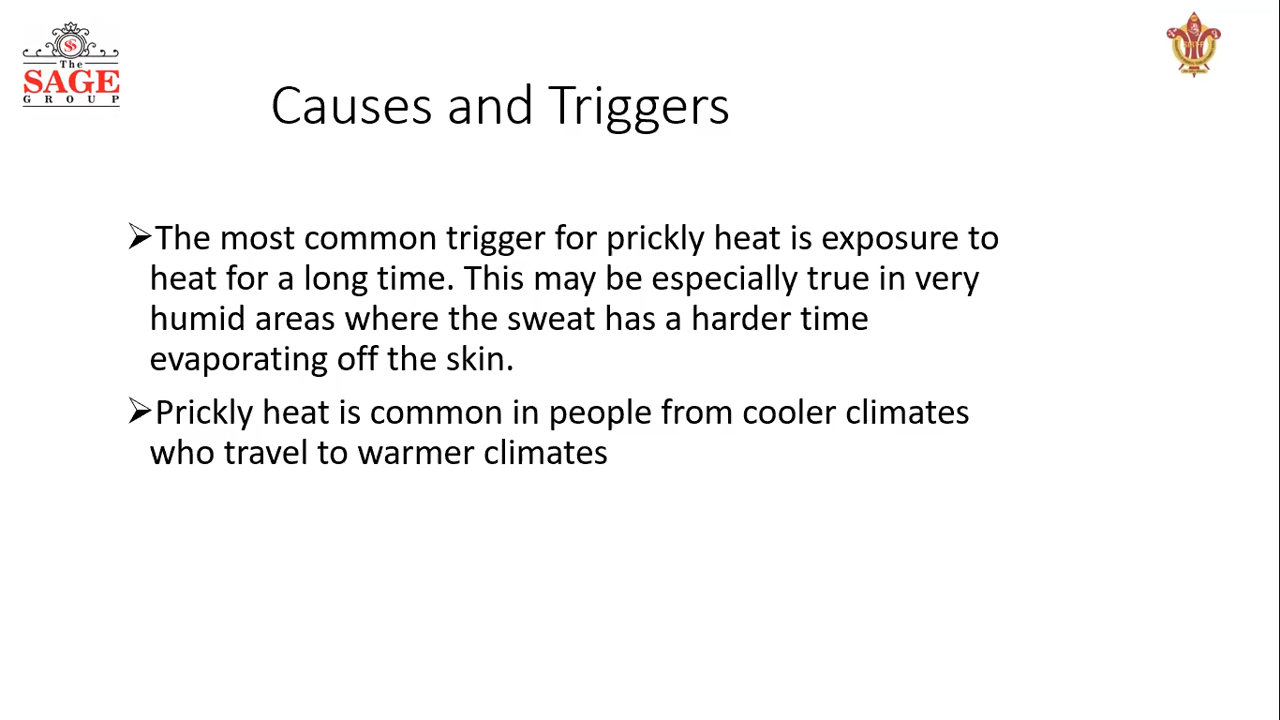 The
SAGE
GROUP
Causes and Triggers
➢The most common trigger for prickly heat is exposure to
heat for a long time. This may be especially true in very
humid areas where the sweat has a harder time
evaporating off the skin.
➢Prickly heat is common in people from cooler climates
who travel to warmer climates